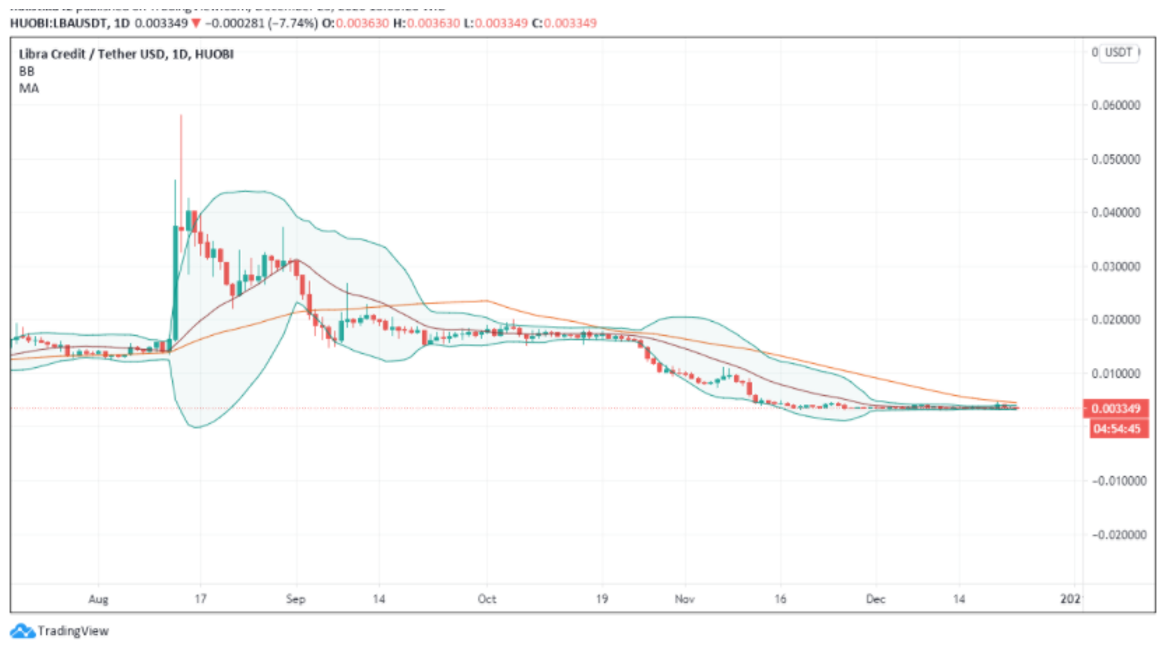 HUOBI:LBAUSDT, 1D 0.003349 ▼ −0.000281 (−7.74%) O:0.003630 H:0.003630 L:0.003349 C:0.003349
Libra Credit / Tether USD, 1D, HUOBI
BB
MA
USDT
0.060000
0.050000
0.040000
0.030000
0.020000
0.010000
0.003349
04:54:45
−0.010000
−0.020000
Aug 17 Sep 14 Oct 19 Nov 16 Dec 14 202
TradingView